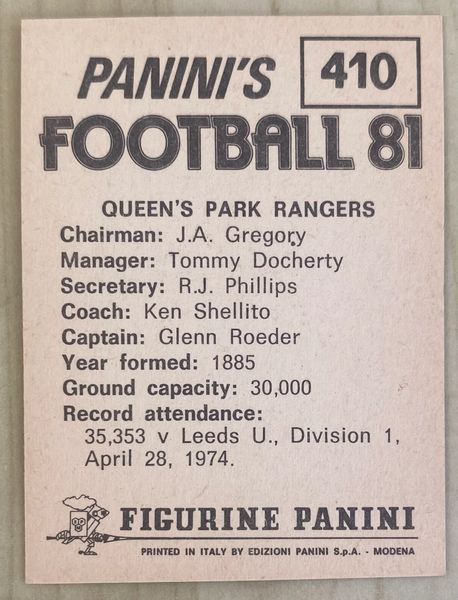 PANINI'S
410
FOOTBALL 81
QUEEN'S PARK RANGERS
Chairman: J.A. Gregory
Manager: Tommy Docherty
Secretary: R.J. Phillips
Coach: Ken Shellito
Captain: Glenn Roeder
Year formed: 1885
Ground capacity: 30,000
Record attendance:
35,353 v Leeds U., Division 1,
April 28, 1974.
FIGURINE PANINI
PRINTED IN ITALY BY EDIZIONI PANINI S.p.A. - MODENA